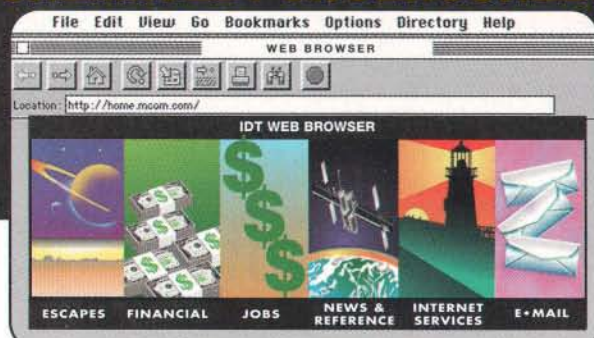 File Edit View Go Bookmarks Options Directory Help
WEB BROWSER
Location: http://home.mcom.com/
IDT WEB BROWSER
ESCAPES
FINANCIAL
JOBS
NEWS &
REFERENCE
INTERNET
SERVICES
E•MAIL